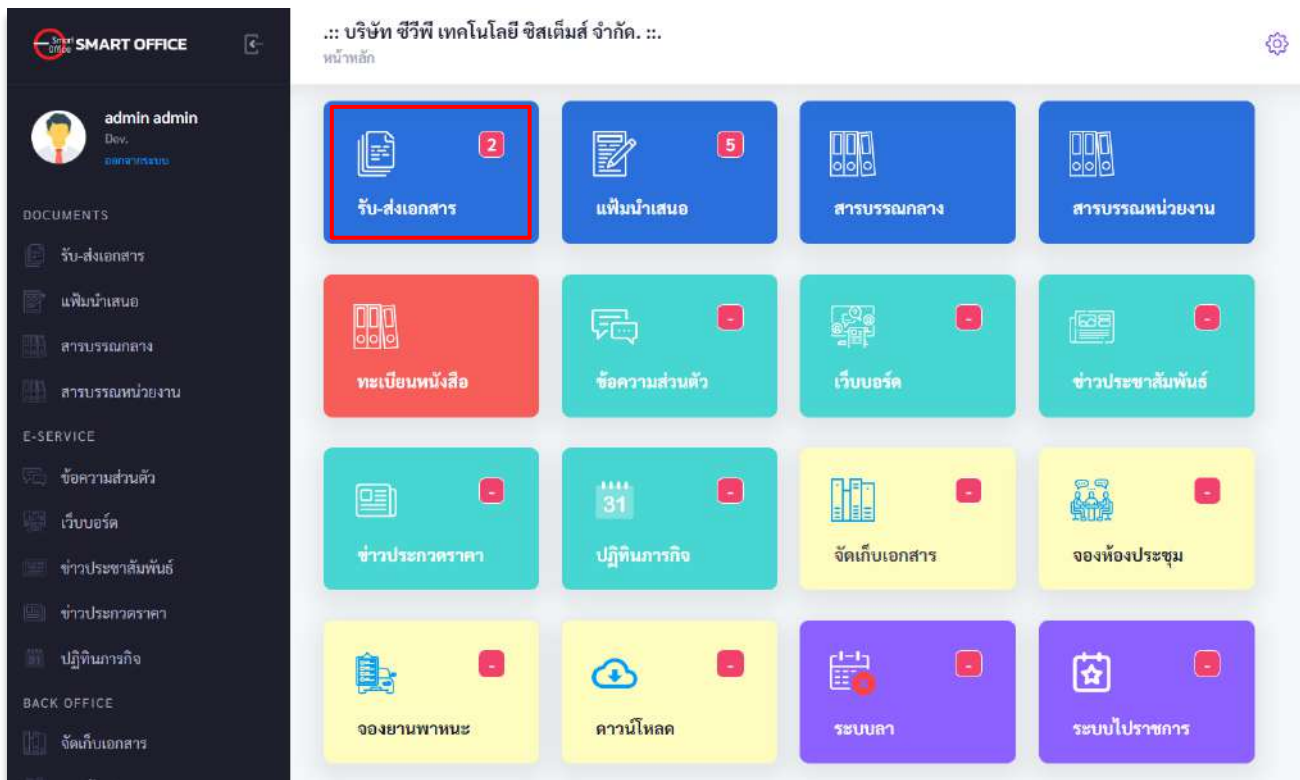 Smart Office SMART OFFICE
.:: บริษัท ซีวีพี เทคโนโลยี ซิสเต็มส์ จำกัด. ::.
หน้าหลัก
admin admin
Dev.
ออกจากระบบ
DOCUMENTS
รับ-ส่งเอกสาร
แฟ้มนำเสนอ
สารบรรณกลาง
สารบรรณหน่วยงาน
E-SERVICE
ข้อความส่วนตัว
เว็บบอร์ด
ข่าวประชาสัมพันธ์
ข่าวประกวดราคา
31
ปฏิทินภารกิจ
BACK OFFICE
จัดเก็บเอกสาร
2
รับ-ส่งเอกสาร
5
แฟ้มนำเสนอ
สารบรรณกลาง
สารบรรณหน่วยงาน
ทะเบียนหนังสือ
-
ข้อความส่วนตัว
-
เว็บบอร์ด
-
ข่าวประชาสัมพันธ์
-
ข่าวประกวดราคา
31
-
ปฏิทินภารกิจ
-
จัดเก็บเอกสาร
-
จองห้องประชุม
-
จองยานพาหนะ
-
ดาวน์โหลด
-
ระบบลา
-
ระบบไปราชการ